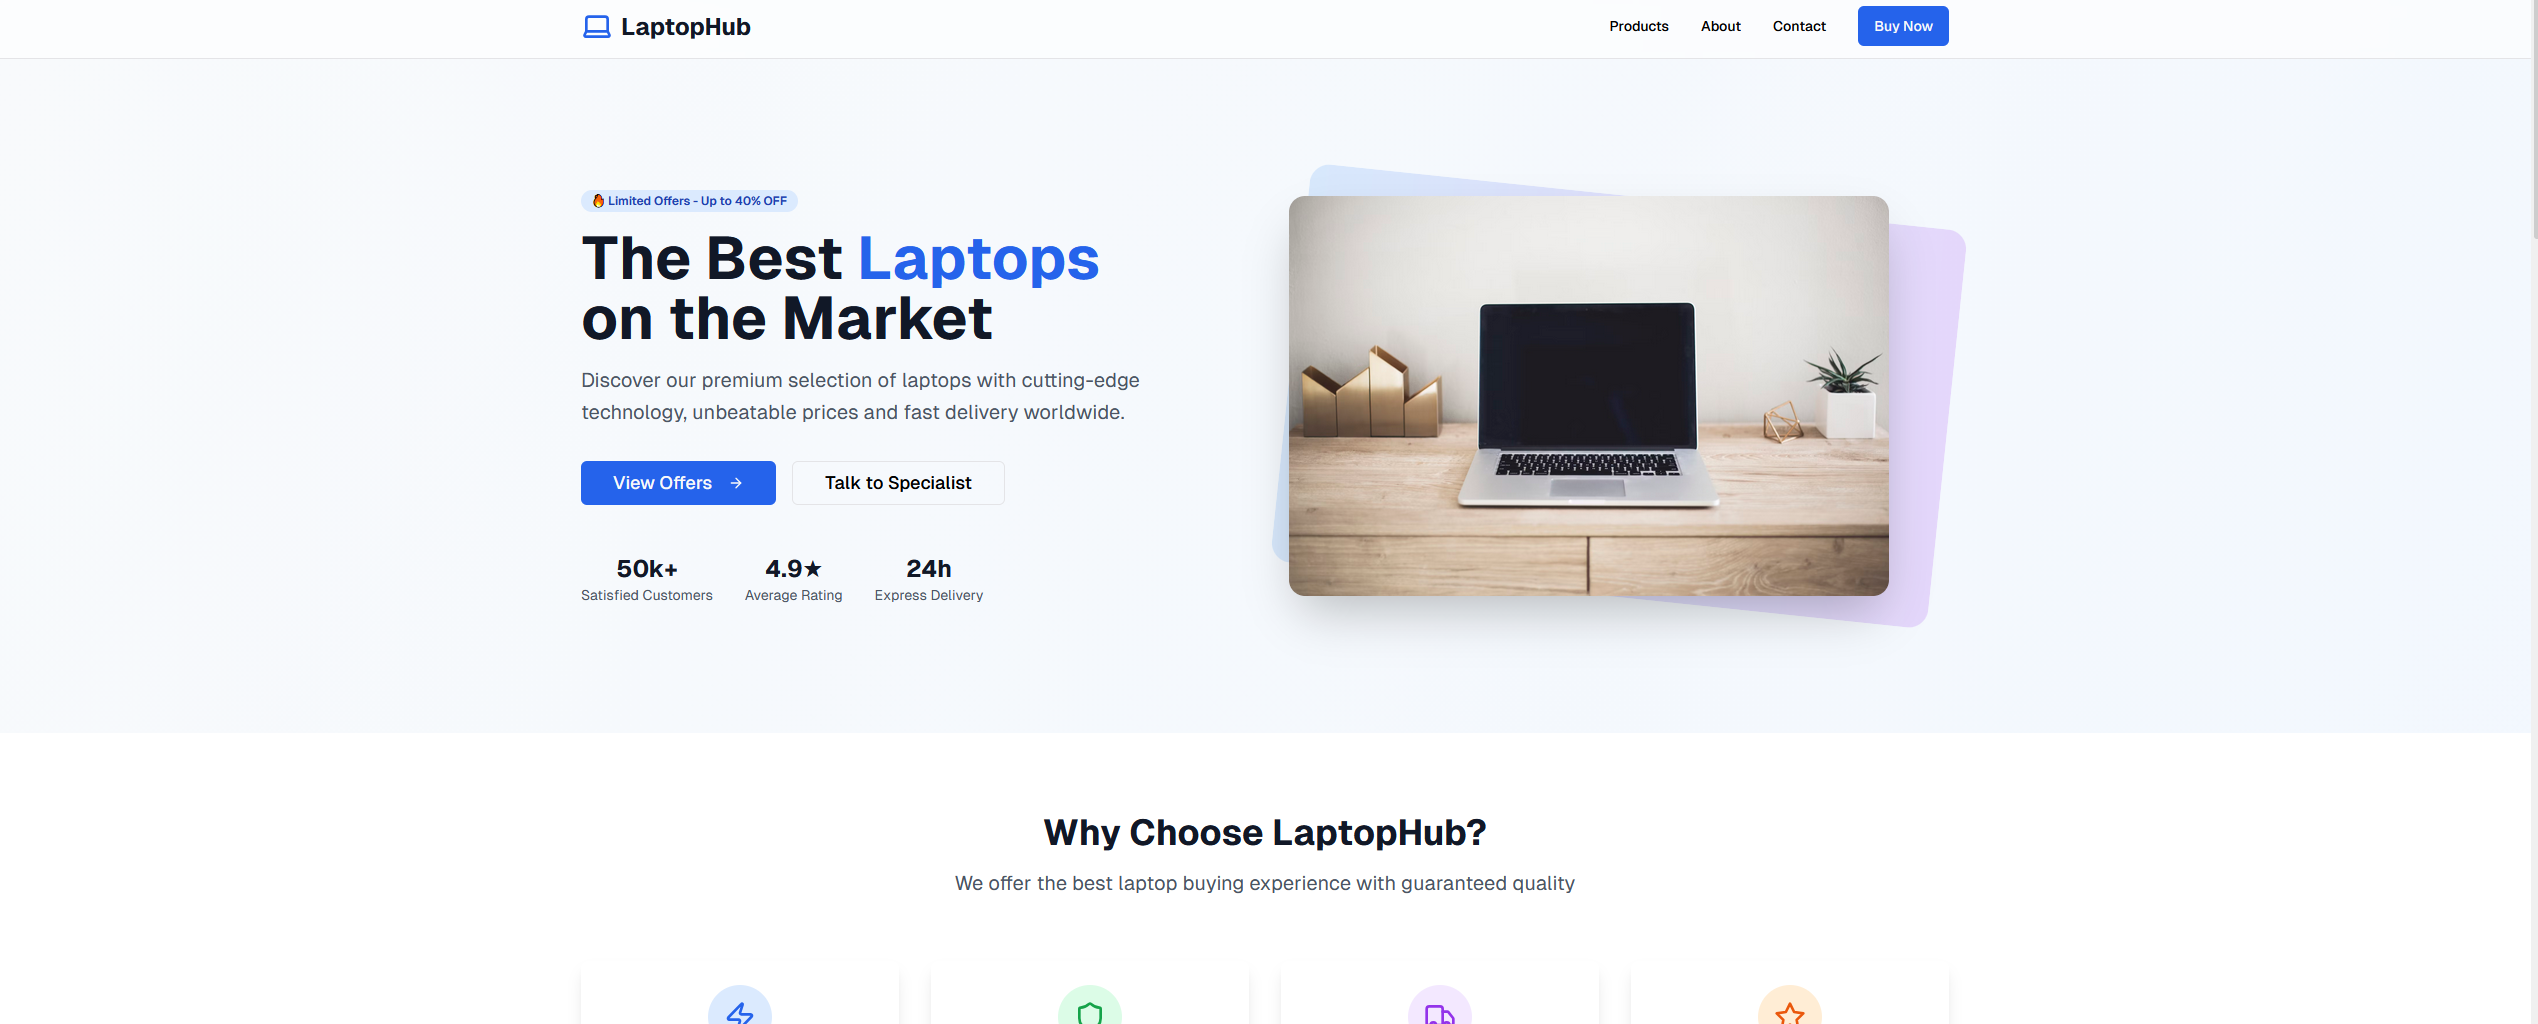 LaptopHub
Products
About
Contact
Buy Now
🔥 Limited Offers - Up to 40% OFF
The Best Laptops
on the Market
Discover our premium selection of laptops with cutting-edge
technology, unbeatable prices and fast delivery worldwide.
View Offers →
Talk to Specialist
50k+
Satisfied Customers
4.9★
Average Rating
24h
Express Delivery
Why Choose LaptopHub?
We offer the best laptop buying experience with guaranteed quality